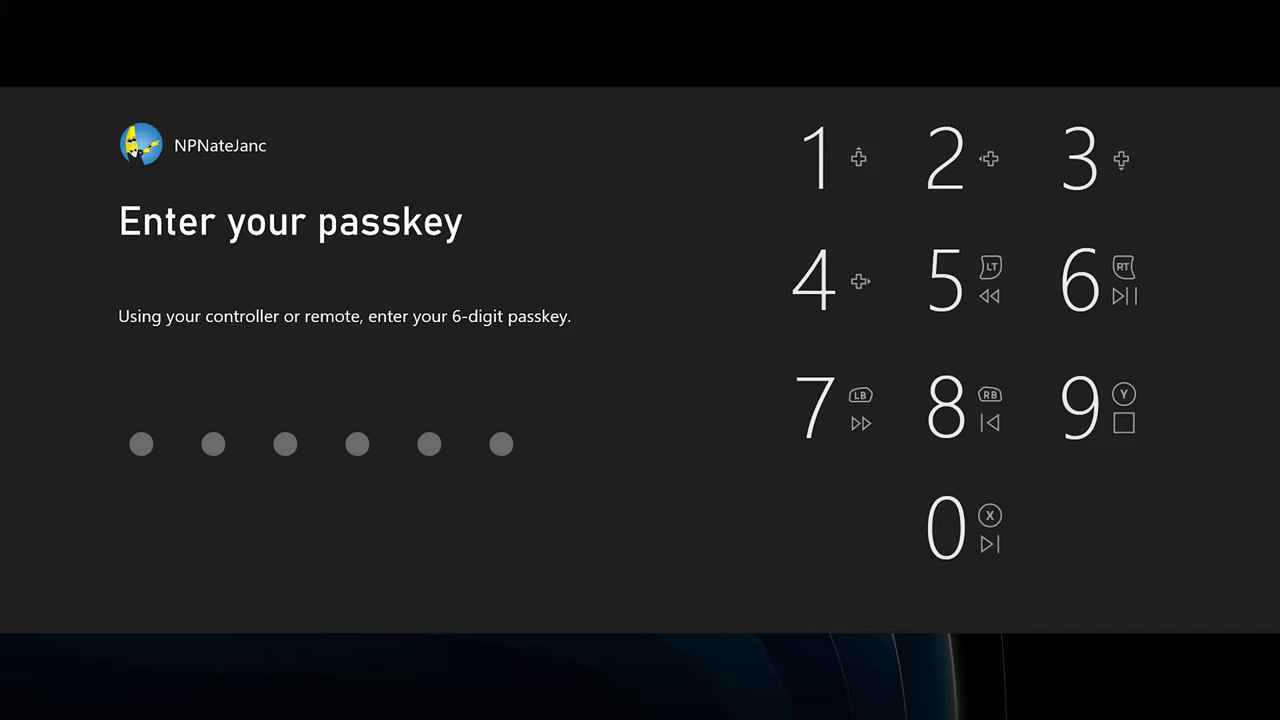 NPNateJanc
Enter your passkey
Using your controller or remote, enter your 6-digit passkey.
1 2 3
4 5 LT 6 RT
7 LB 8 RB 9 Y
0 X